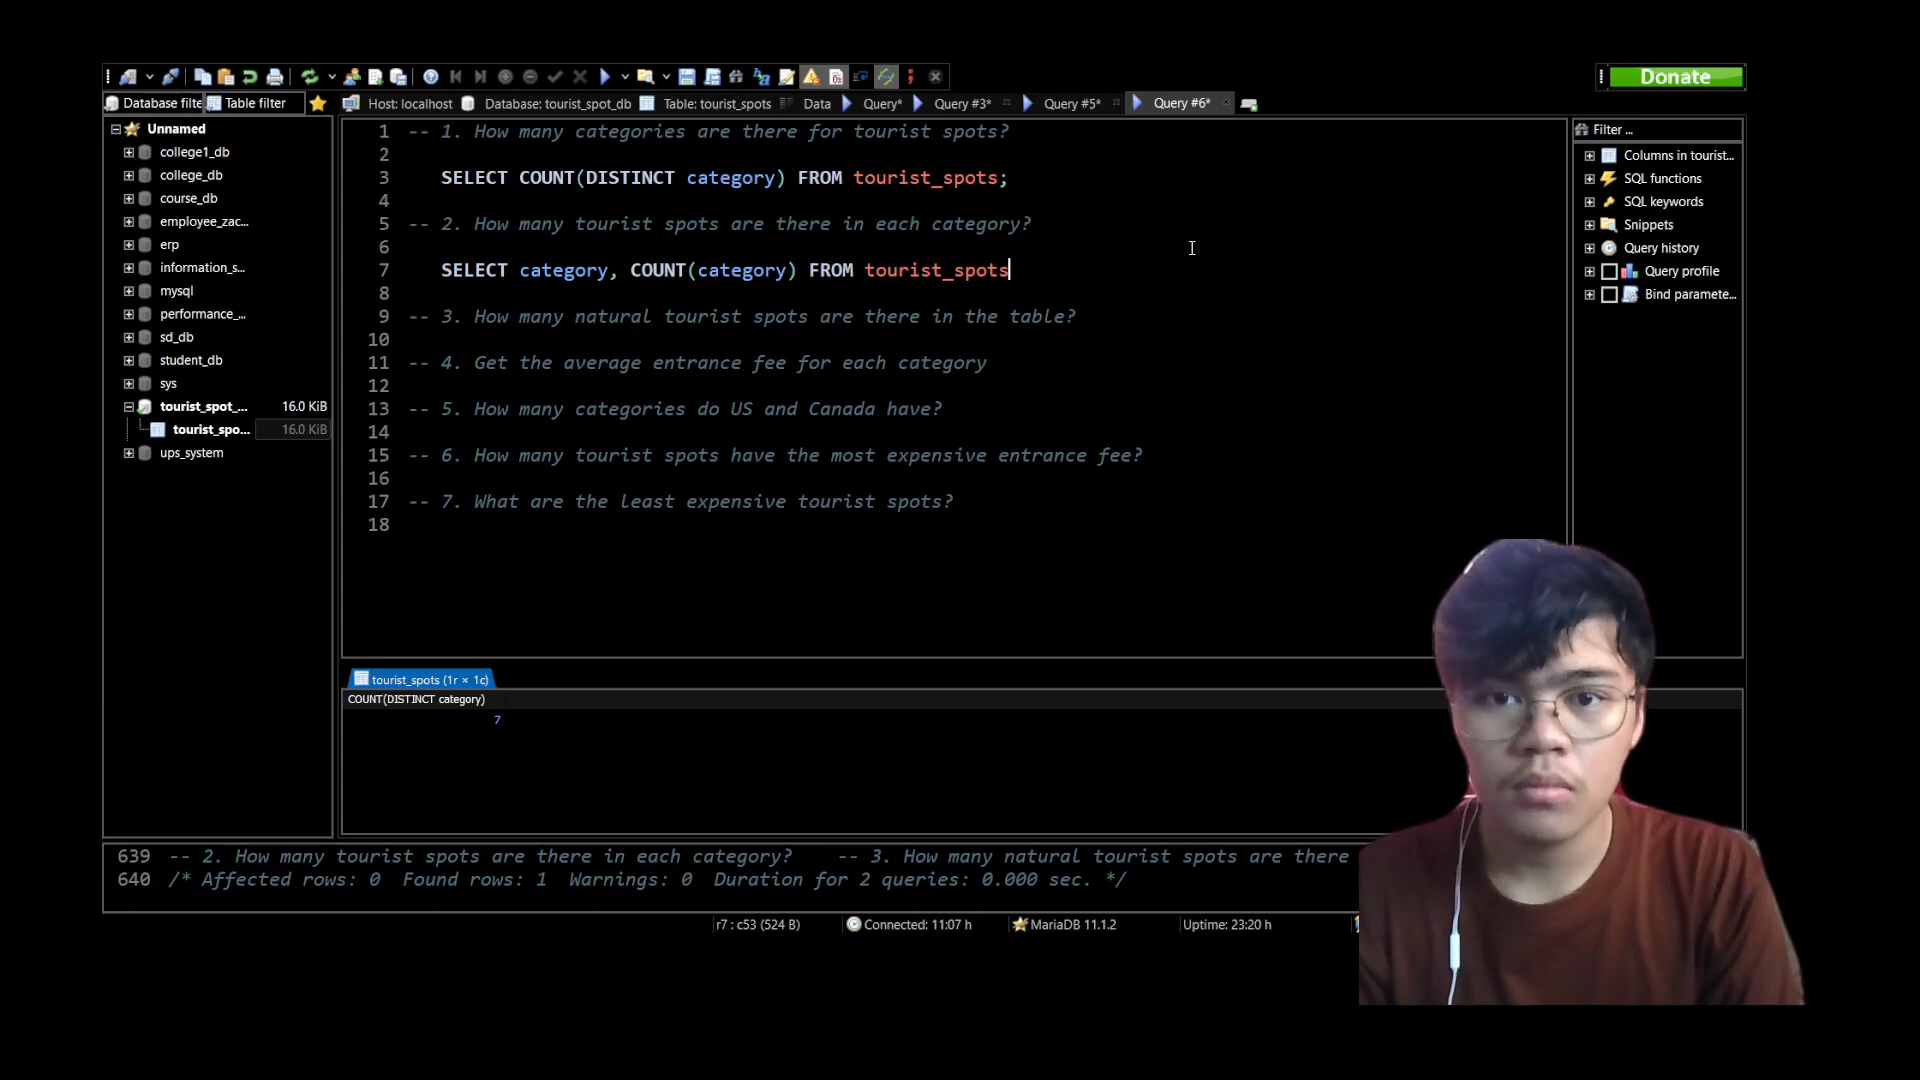 Donate
Database filte
Table filter
Host: localhost
Database: tourist_spot_db
Table: tourist_spots
Data
Query*
Query #3*
Query #5*
Query #6*
Unnamed
college1_db
college_db
course_db
employee_zac...
erp
information_s...
mysql
performance_...
sd_db
student_db
sys
tourist_spot_... 16.0 KiB
tourist_spo... 16.0 KiB
ups_system
1 -- 1. How many categories are there for tourist spots?
2
3 SELECT COUNT(DISTINCT category) FROM tourist_spots;
4
5 -- 2. How many tourist spots are there in each category?
6
7 SELECT category, COUNT(category) FROM tourist_spots
8
9 -- 3. How many natural tourist spots are there in the table?
10
11 -- 4. Get the average entrance fee for each category
12
13 -- 5. How many categories do US and Canada have?
14
15 -- 6. How many tourist spots have the most expensive entrance fee?
16
17 -- 7. What are the least expensive tourist spots?
18
Filter ...
Columns in tourist...
SQL functions
SQL keywords
Snippets
Query history
Query profile
Bind paramete...
tourist_spots (1r × 1c)
COUNT(DISTINCT category)
7
639 -- 2. How many tourist spots are there in each category? -- 3. How many natural tourist spots are there
640 /* Affected rows: 0 Found rows: 1 Warnings: 0 Duration for 2 queries: 0.000 sec. */
r7 : c53 (524 B)
Connected: 11:07 h
MariaDB 11.1.2
Uptime: 23:20 h